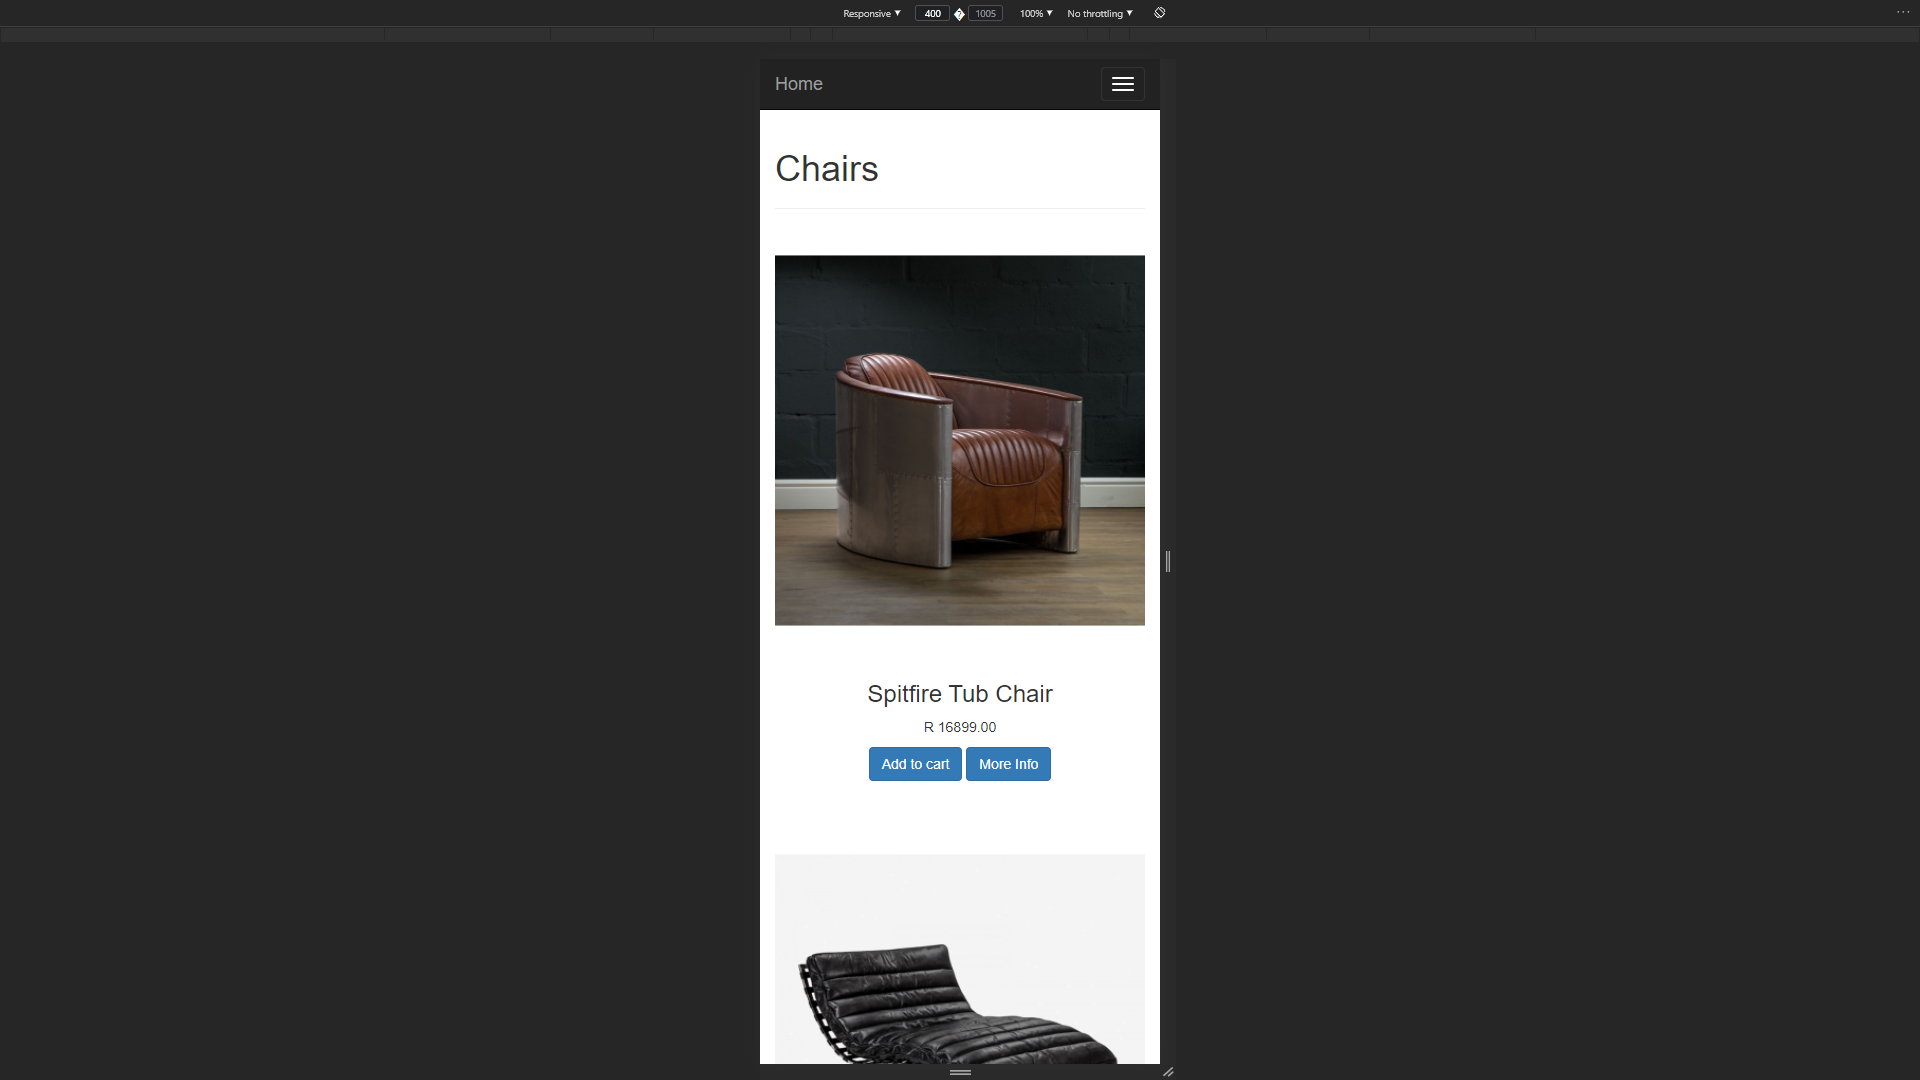 Responsive 400 1005 100% No throttling
Home
Chairs
Spitfire Tub Chair
R 16899.00
Add to cart More Info